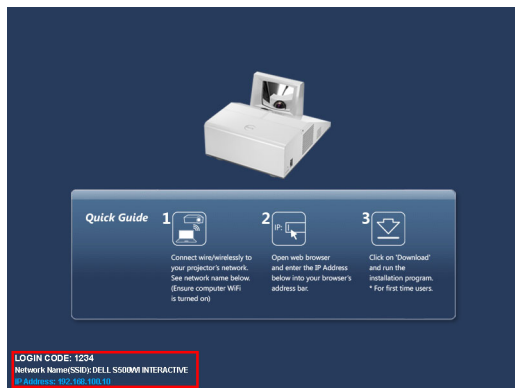 Quick Guide
1
Connect wire/wirelessly to
your projector's network.
See network name below.
(Ensure computer WiFi
is turned on)
2
IP:
Open web browser
and enter the IP Address
below into your browser's
address bar.
3
Click on 'Download'
and run the
installation program.
* For first time users.
LOGIN CODE: 1234
Network Name(SSID): DELL S500WI INTERACTIVE
IP Address: 192.168.100.10